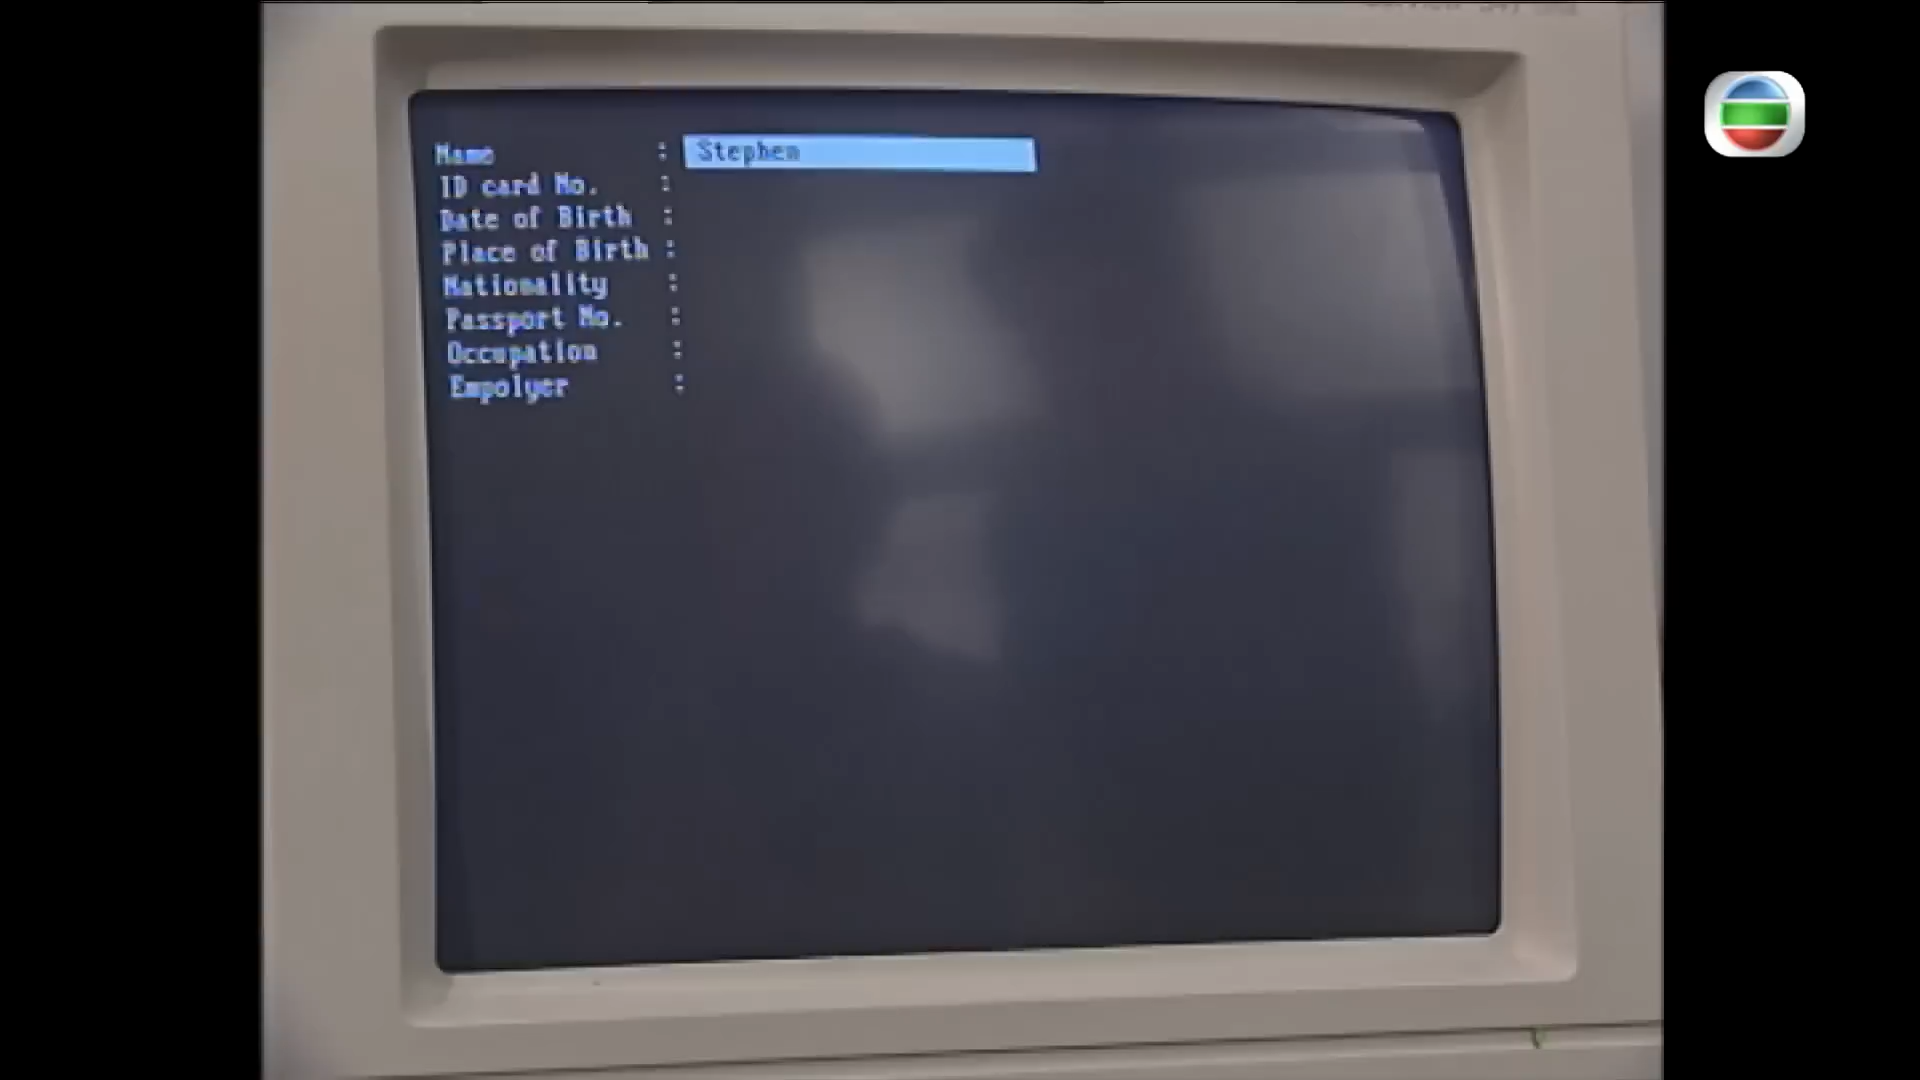 Name : Stephen
ID card No. :
Date of Birth :
Place of Birth :
Nationality :
Passport No. :
Occupation :
Empolyer :